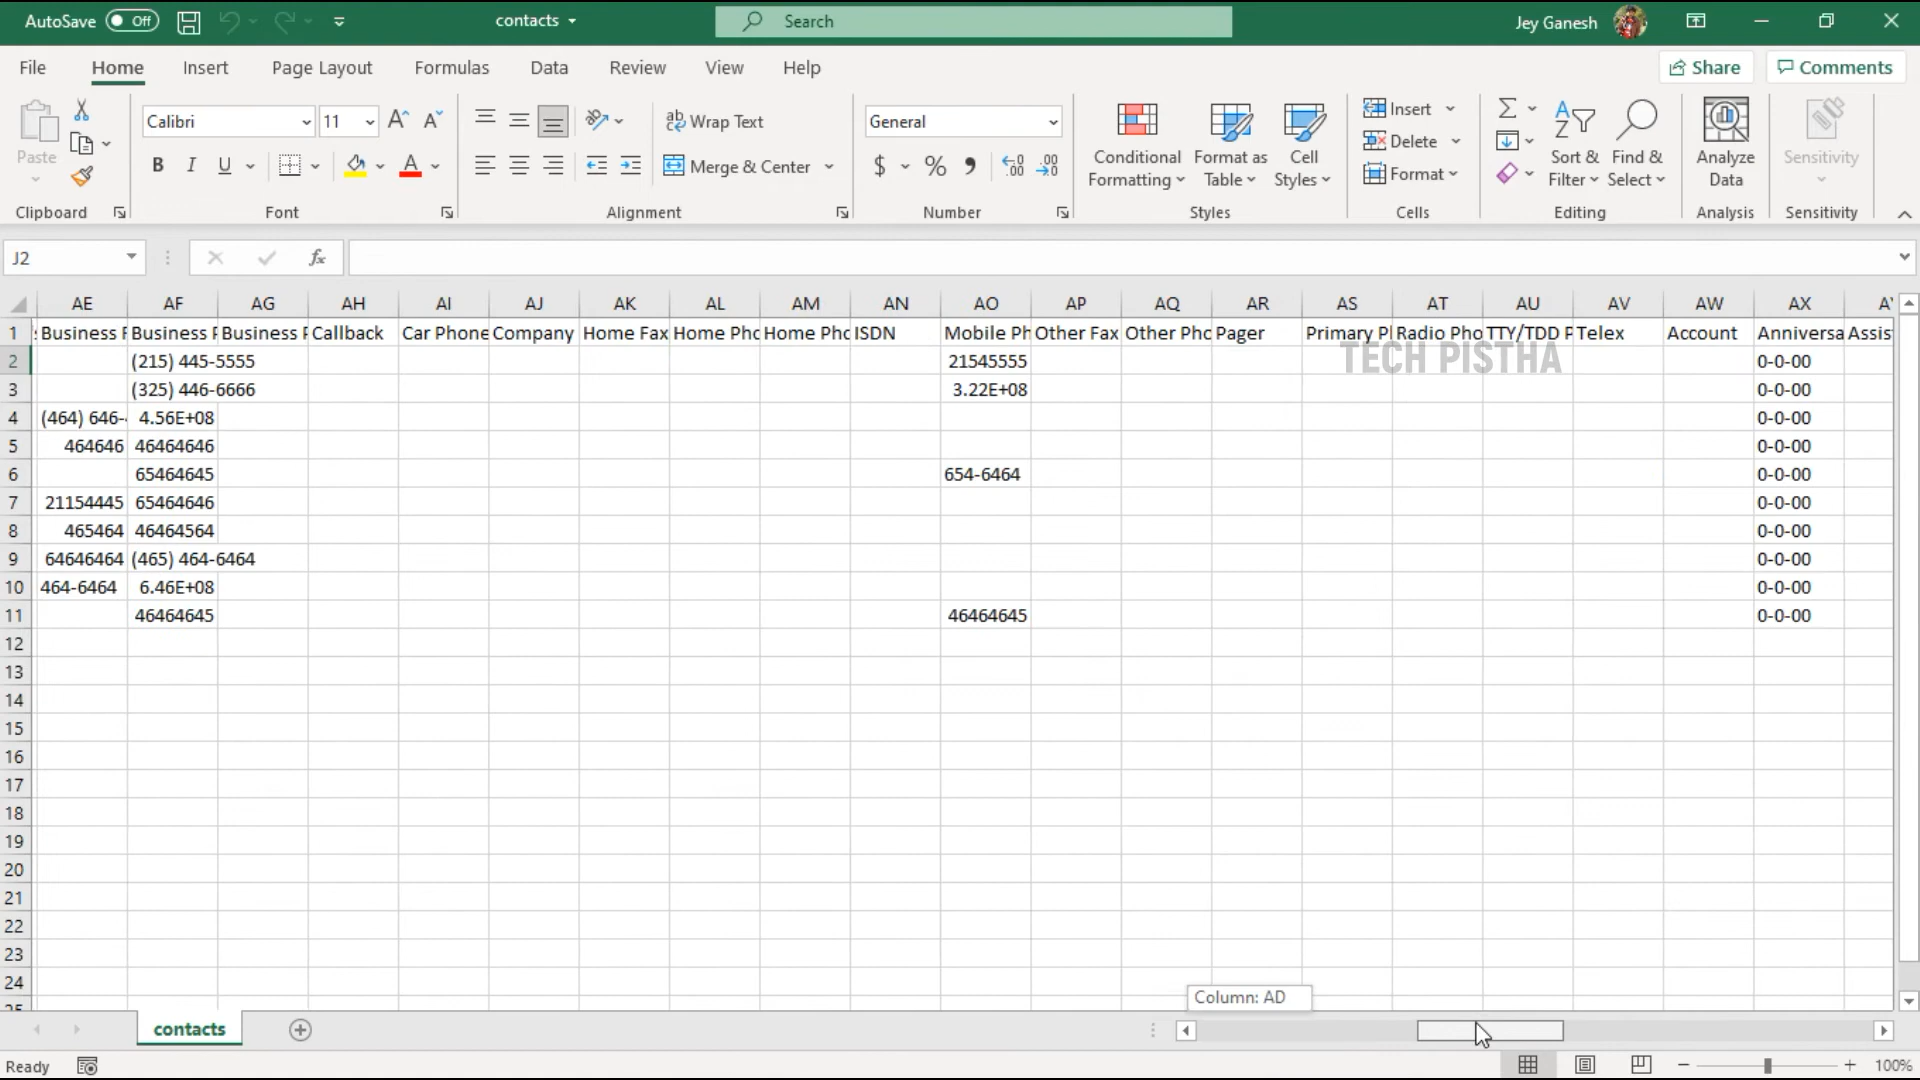 AutoSave Off contacts Search Jey Ganesh
File Home Insert Page Layout Formulas Data Review View Help Share Comments
Calibri 11 Wrap Text General Insert
Paste Conditional Format as Cell Delete Sort & Find & Analyze Sensitivity
B I U Merge & Center $ % Formatting Table Styles Format Filter Select Data
Clipboard Font Alignment Number Styles Cells Editing Analysis Sensitivity
J2 fx
AE AF AG AH AI AJ AK AL AM AN AO AP AQ AR AS AT AU AV AW AX
1 Business Business Business Callback Car Phone Company Home Fax Home Pho Home Pho ISDN Mobile Ph Other Fax Other Pho Pager Primary Radio Pho TTY/TDD Telex Account Anniversa Assis
TECH PISTHA
2 (215) 445-5555 21545555 0-0-00
3 (325) 446-6666 3.22E+08 0-0-00
4 (464) 646- 4.56E+08 0-0-00
5 464646 46464646 0-0-00
6 65464645 654-6464 0-0-00
7 21154445 65464646 0-0-00
8 465464 46464564 0-0-00
9 64646464 (465) 464-6464 0-0-00
10 464-6464 6.46E+08 0-0-00
11 46464645 46464645 0-0-00
12
13
14
15
16
17
18
19
20
21
22
23
24
Column: AD
contacts
Ready 100%